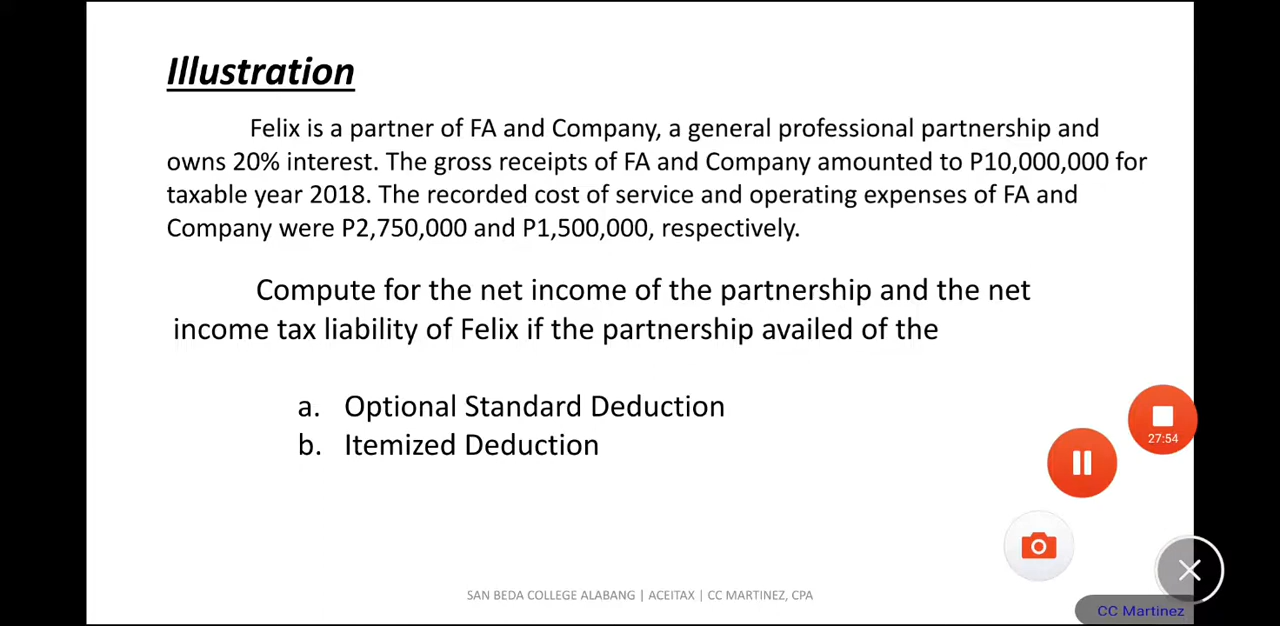 Illustration
Felix is a partner of FA and Company, a general professional partnership and
owns 20% interest. The gross receipts of FA and Company amounted to P10,000,000 for
taxable year 2018. The recorded cost of service and operating expenses of FA and
Company were P2,750,000 and P1,500,000, respectively.
Compute for the net income of the partnership and the net
income tax liability of Felix if the partnership availed of the
a. Optional Standard Deduction
b. Itemized Deduction
27:54
SAN BEDA COLLEGE ALABANG | ACEITAX | CC MARTINEZ, CPA
CC Martinez